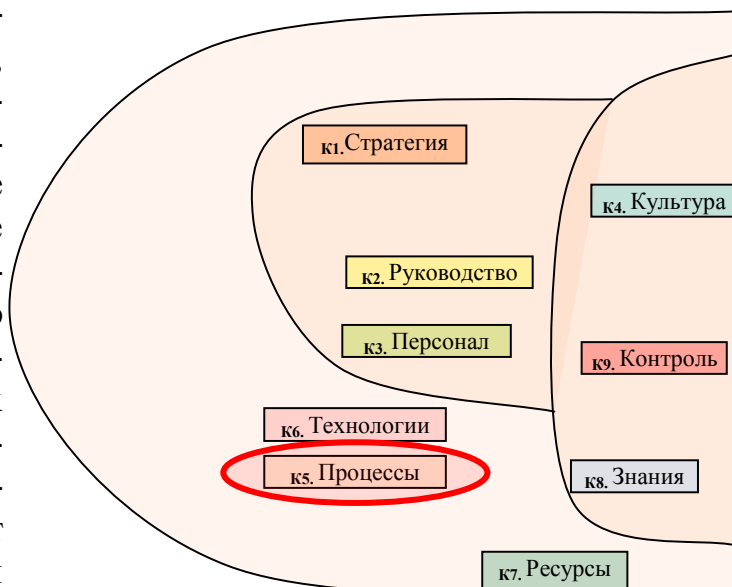 К1. Стратегия
К4. Культура
К2. Руководство
К3. Персонал
К9. Контроль
К6. Технологии
К5. Процессы
К8. Знания
К7. Ресурсы